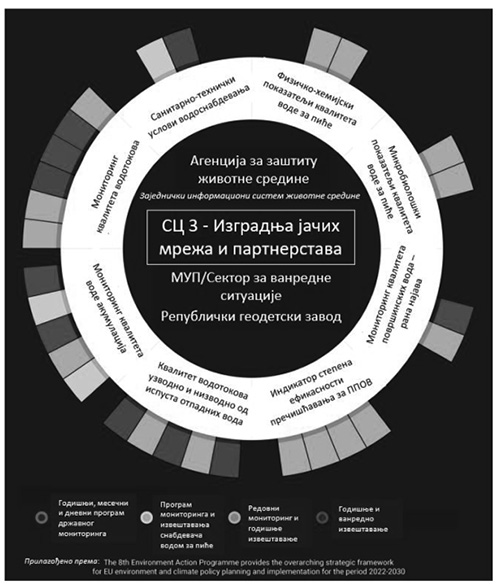 Санитарно-технички
услови водоснабдевања
Физичко-хемијски
показатељи квалитета
воде за пиће
Микробиолошки
показатељи квалитета
воде за пиће
Мониторинг квалитета
површинских вода –
рана најава
Индикатор степена
ефикасности
пречишћавања за ППОВ
Квалитет водотокова
узводно и низводно од
испуста отпадних вода
Мониторинг квалитета
воде акумулација
Мониторинг
квалитета водотокова
Агенција за заштиту
животне средине
Заједнички информациони систем животне средине
СЦ 3 - Изградња јачих
мрежа и партнерстава
МУП/Сектор за ванредне
ситуације
Републички геодетски завод
Годишњи, месечни
и дневни програм
државног
мониторинга
Програм
мониторинга и
извештавања
снабдевача
водом за пиће
Редовни
мониторинг и
годишње
извештавање
Годишње и
ванредно
извештавање
Прилагођено према: The 8th Environment Action Programme provides the overarching strategic framework
for EU environment and climate policy planning and implementation for the period 2022-2030